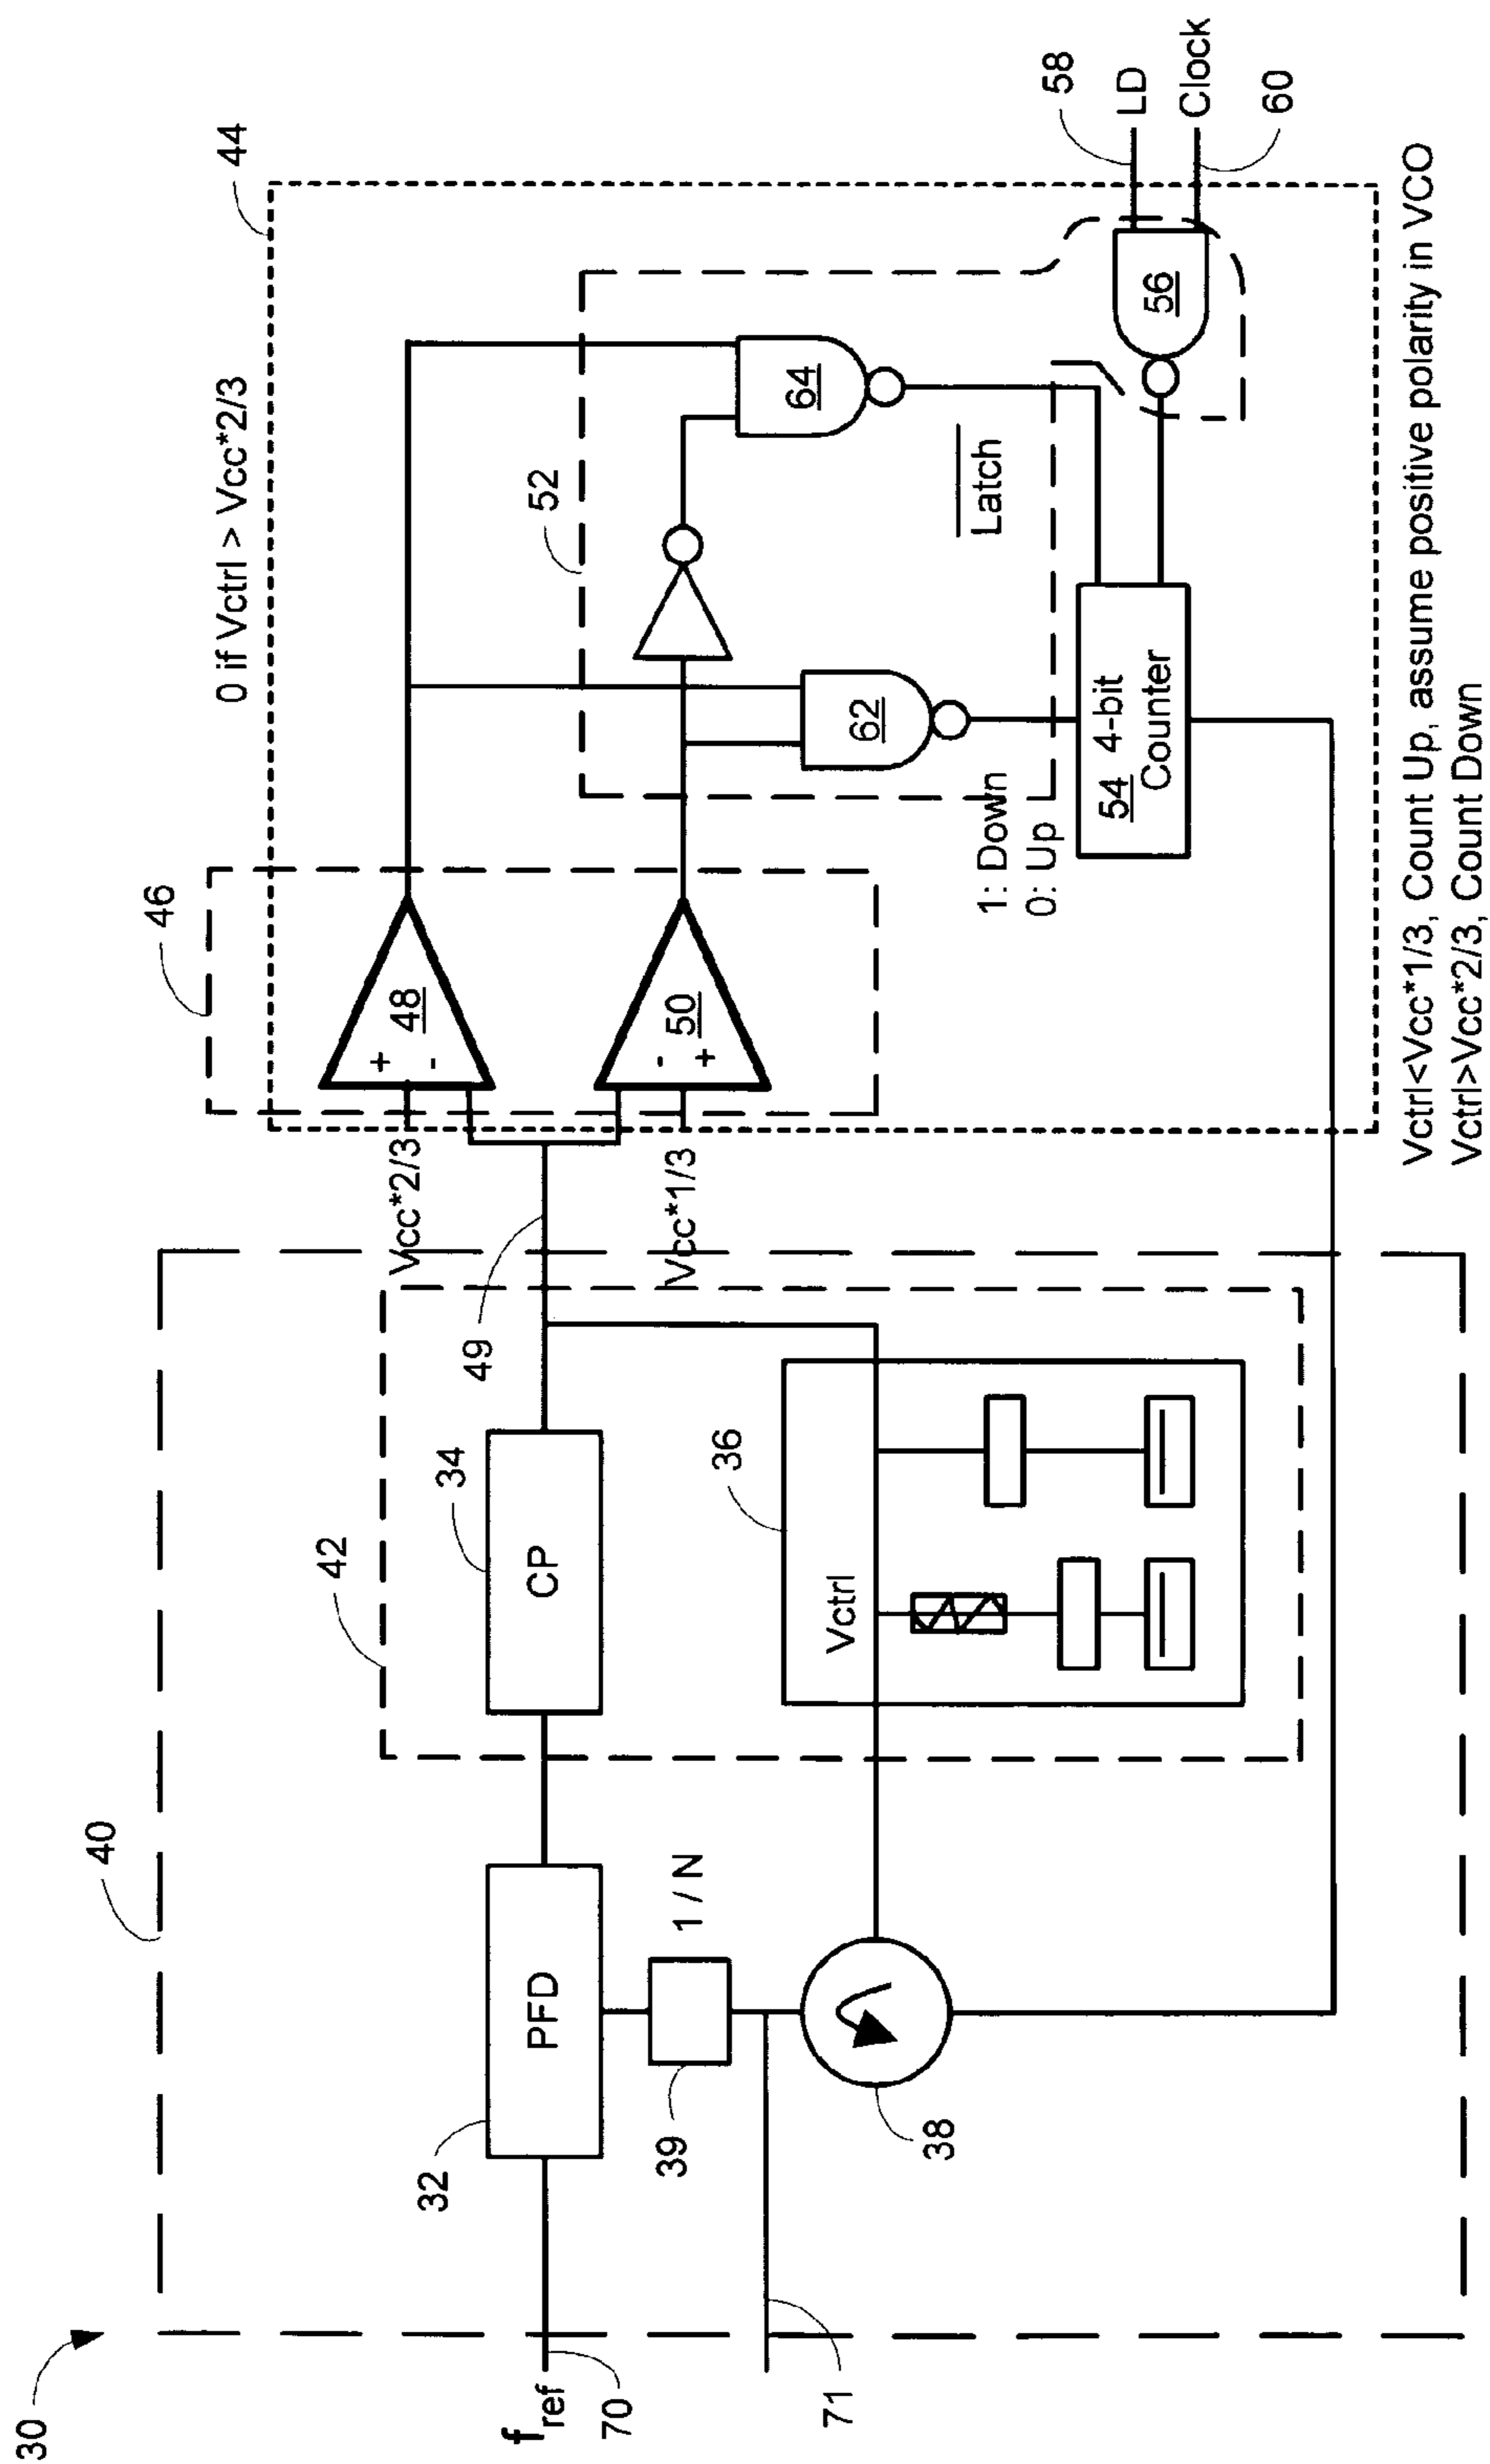 30
40
32
PFD
f ref
70
39
1 / N
71
38
42
34
CP
49
36
Vctrl
Vcc*2/3
Vcc*1/3
44
0 if Vctrl > Vcc*2/3
46
+
-
48
-
+
50
52
62
64
Latch
1: Down
0: Up
54 4-bit
Counter
56
58
LD
Clock
60
Vctrl<Vcc*1/3, Count Up, assume positive polarity in VCO
Vctrl>Vcc*2/3, Count Down